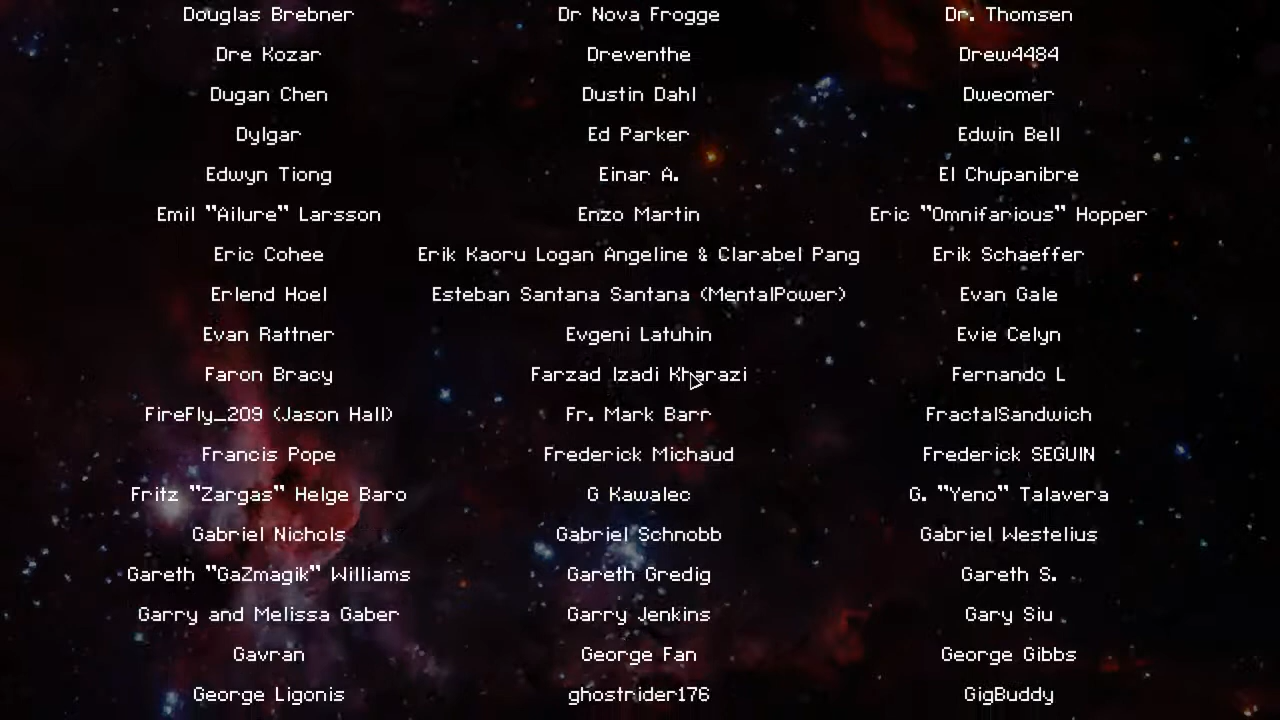 Douglas Brebner Dr Nova Frogge Dr. Thomsen
Dre Kozar Dreventhe Drew4484
Dugan Chen Dustin Dahl Dweomer
Dylgar Ed Parker Edwin Bell
Edwyn Tiong Einar A. El Chupanibre
Emil "Ailure" Larsson Enzo Martin Eric "Omnifarious" Hopper
Eric Cohee Erik Kaoru Logan Angeline & Clarabel Pang Erik Schaeffer
Erlend Hoel Esteban Santana Santana (MentalPower) Evan Gale
Evan Rattner Evgeni Latuhin Evie Celyn
Faron Bracy Farzad Izadi Kharazi Fernando L
FireFly_209 (Jason Hall) Fr. Mark Barr FractalSandwich
Francis Pope Frederick Michaud Frederick SEGUIN
Fritz "Zargas" Helge Baro G Kawalec G. "Yeno" Talavera
Gabriel Nichols Gabriel Schnobb Gabriel Westelius
Gareth "GaZmagik" Williams Gareth Gredig Gareth S.
Garry and Melissa Gaber Garry Jenkins Gary Siu
Gavran George Fan George Gibbs
George Ligonis ghostrider176 GigBuddy